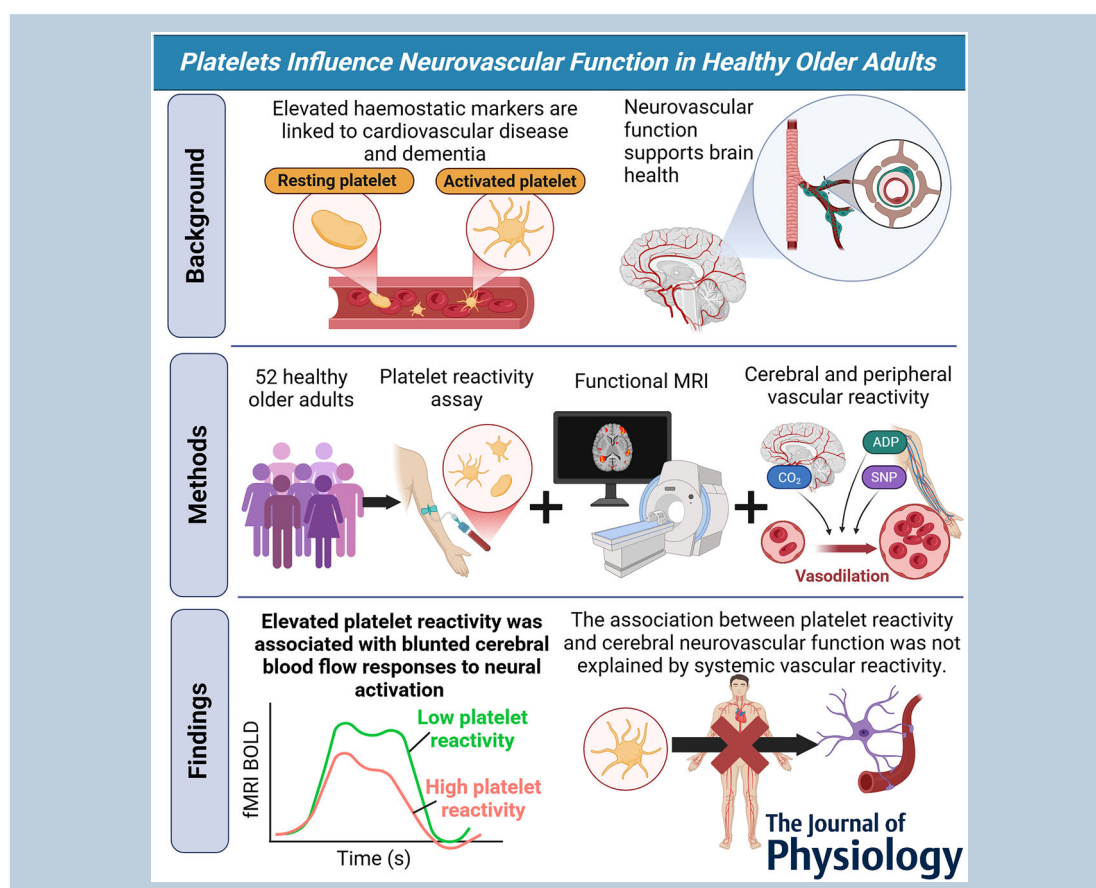 Platelets Influence Neurovascular Function in Healthy Older Adults
Background
Elevated haemostatic markers are
linked to cardiovascular disease
and dementia
Resting platelet
Activated platelet
Neurovascular
function
supports brain
health
Methods
52 healthy
older adults
Platelet reactivity
assay
Functional MRI
Cerebral and peripheral
vascular reactivity
CO₂
ADP
SNP
Vasodilation
Findings
Elevated platelet reactivity was
associated with blunted cerebral
blood flow responses to neural
activation
fMRI BOLD
Low platelet
reactivity
High platelet
reactivity
Time (s)
The association between platelet reactivity
and cerebral neurovascular function was not
explained by systemic vascular reactivity.
The Journal of
Physiology